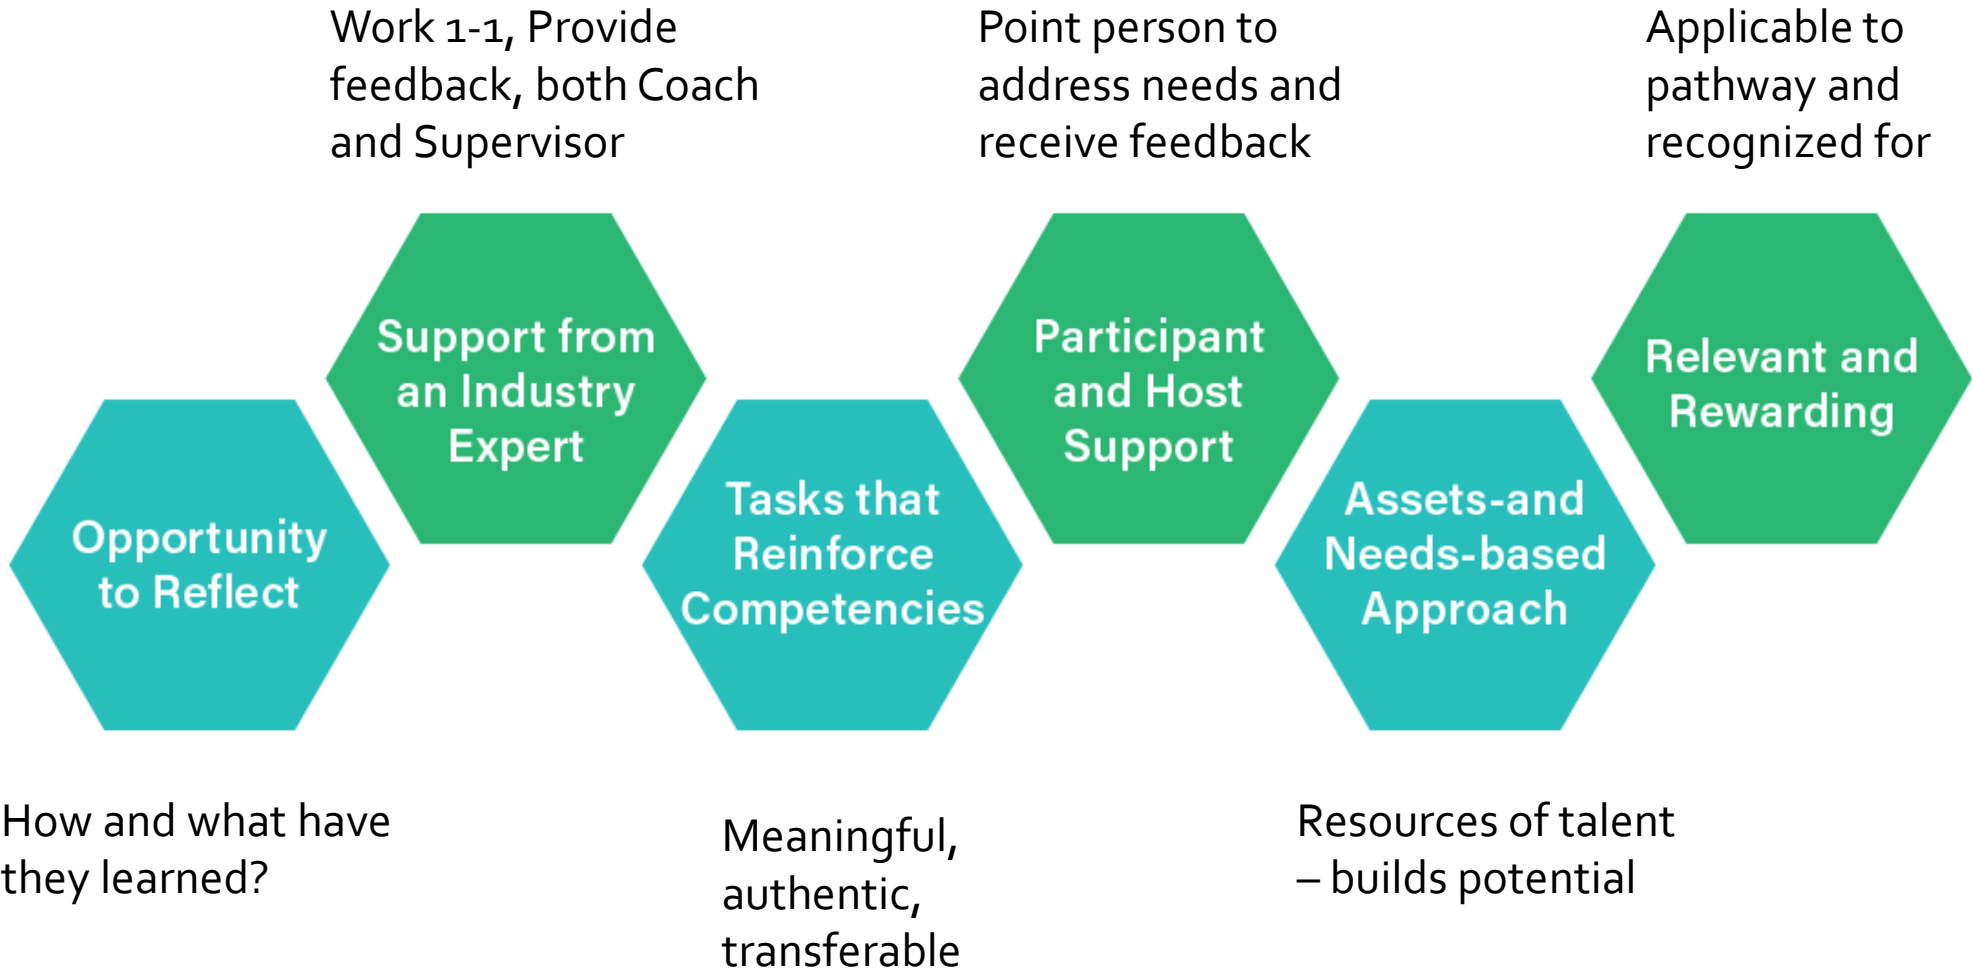 Work 1-1, Provide
feedback, both Coach
and Supervisor
Point person to
address needs and
receive feedback
Applicable to
pathway and
recognized for
Support from
an Industry
Expert
Participant
and Host
Support
Relevant and
Rewarding
Opportunity
to Reflect
Tasks that
Reinforce
Competencies
Assets-and
Needs-based
Approach
How and what have
they learned?
Meaningful,
authentic,
transferable
Resources of talent
– builds potential